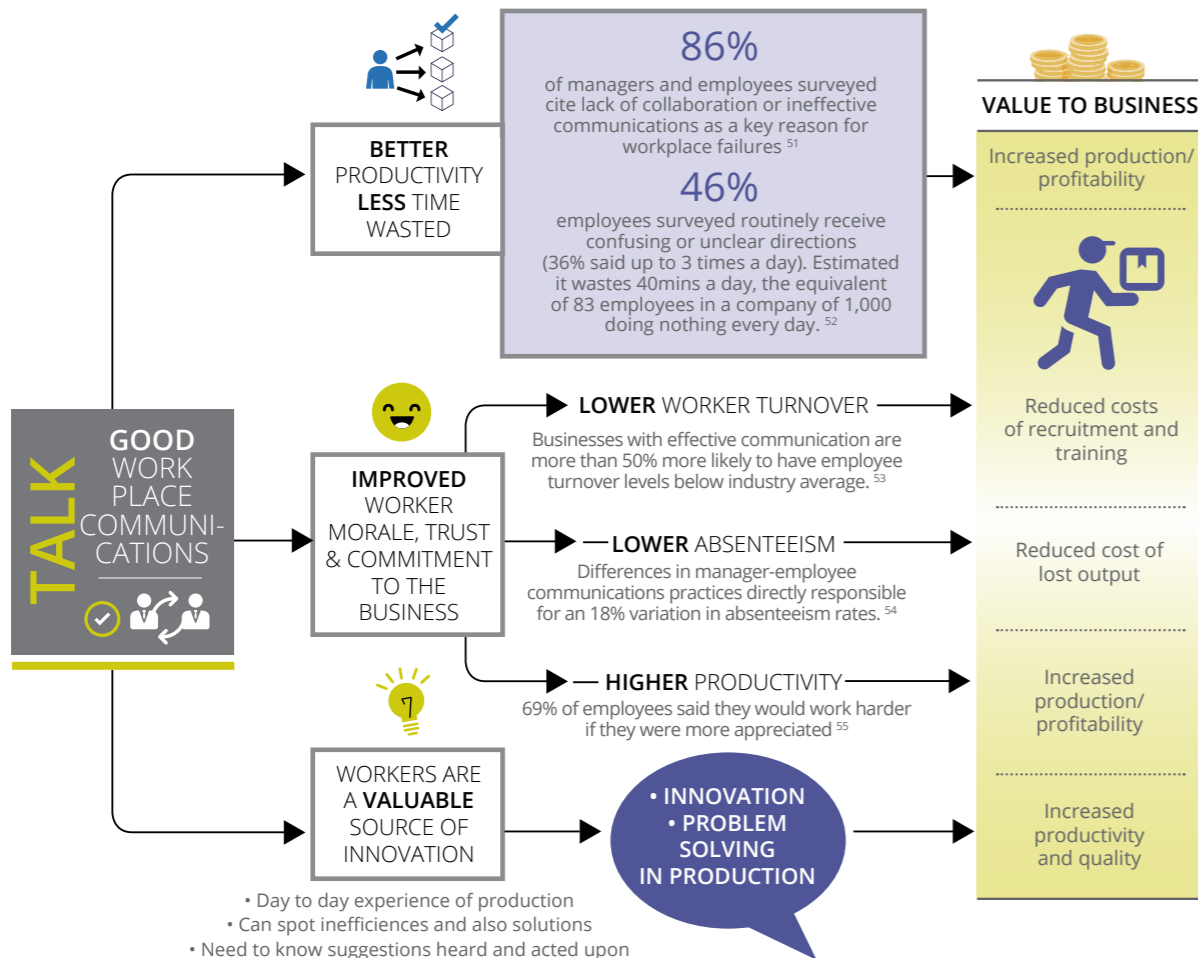 TALK
GOOD
WORK
PLACE
COMMUNI-
CATIONS
BETTER
PRODUCTIVITY
LESS TIME
WASTED
86%
of managers and employees surveyed
cite lack of collaboration or ineffective
communications as a key reason for
workplace failures 51
46%
employees surveyed routinely receive
confusing or unclear directions
(36% said up to 3 times a day). Estimated
it wastes 40mins a day, the equivalent
of 83 employees in a company of 1,000
doing nothing every day. 52
IMPROVED
WORKER
MORALE, TRUST
& COMMITMENT
TO THE
BUSINESS
LOWER WORKER TURNOVER
Businesses with effective communication are
more than 50% more likely to have employee
turnover levels below industry average. 53
LOWER ABSENTEEISM
Differences in manager-employee
communications practices directly responsible
for an 18% variation in absenteeism rates. 54
HIGHER PRODUCTIVITY
69% of employees said they would work harder
if they were more appreciated 55
WORKERS ARE
A VALUABLE
SOURCE OF
INNOVATION
• Day to day experience of production
• Can spot inefficiences and also solutions
• Need to know suggestions heard and acted upon
• INNOVATION
• PROBLEM
SOLVING
IN PRODUCTION
VALUE TO BUSINESS
Increased production/
profitability
Reduced costs
of recruitment and
training
Reduced cost of
lost output
Increased
production/
profitability
Increased
productivity
and quality